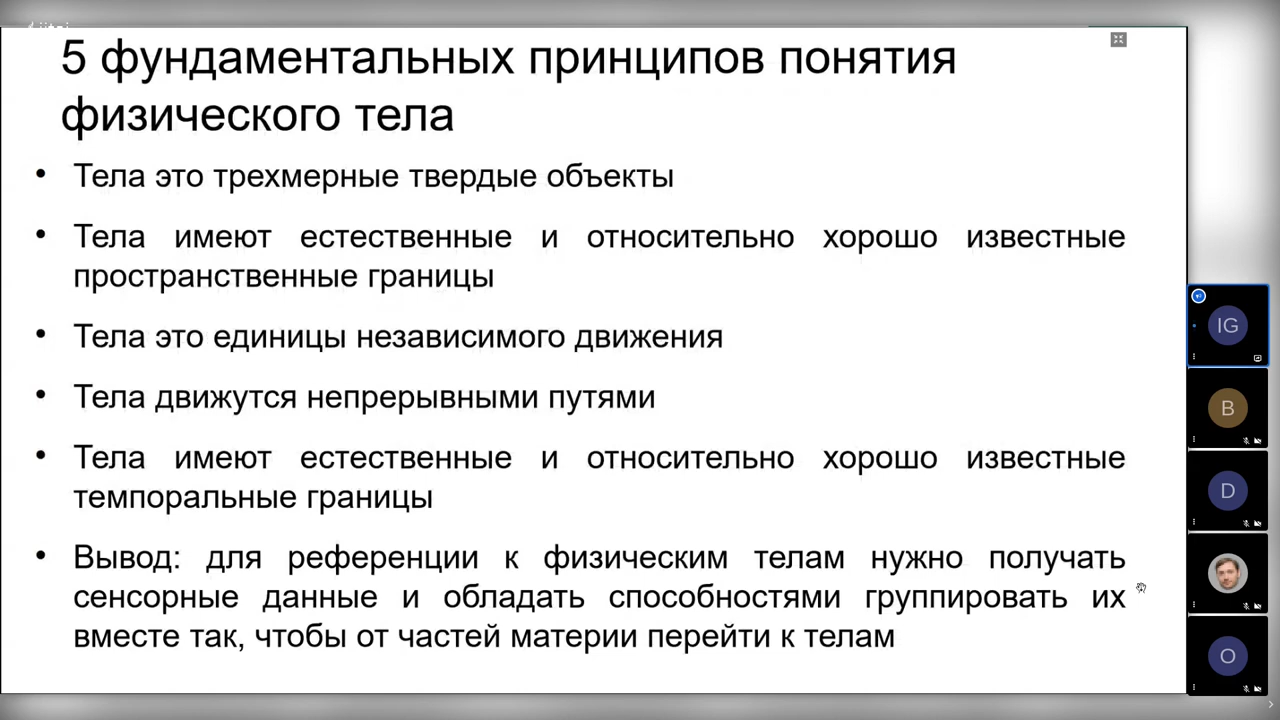 5 фундаментальных принципов понятия
физического тела
• Тела это трехмерные твердые объекты
• Тела имеют естественные и относительно хорошо известные
пространственные границы
• Тела это единицы независимого движения
• Тела движутся непрерывными путями
• Тела имеют естественные и относительно хорошо известные
темпоральные границы
• Вывод: для референции к физическим телам нужно получать
сенсорные данные и обладать способностями группировать их
вместе так, чтобы от частей материи перейти к телам
IG
B
D
O